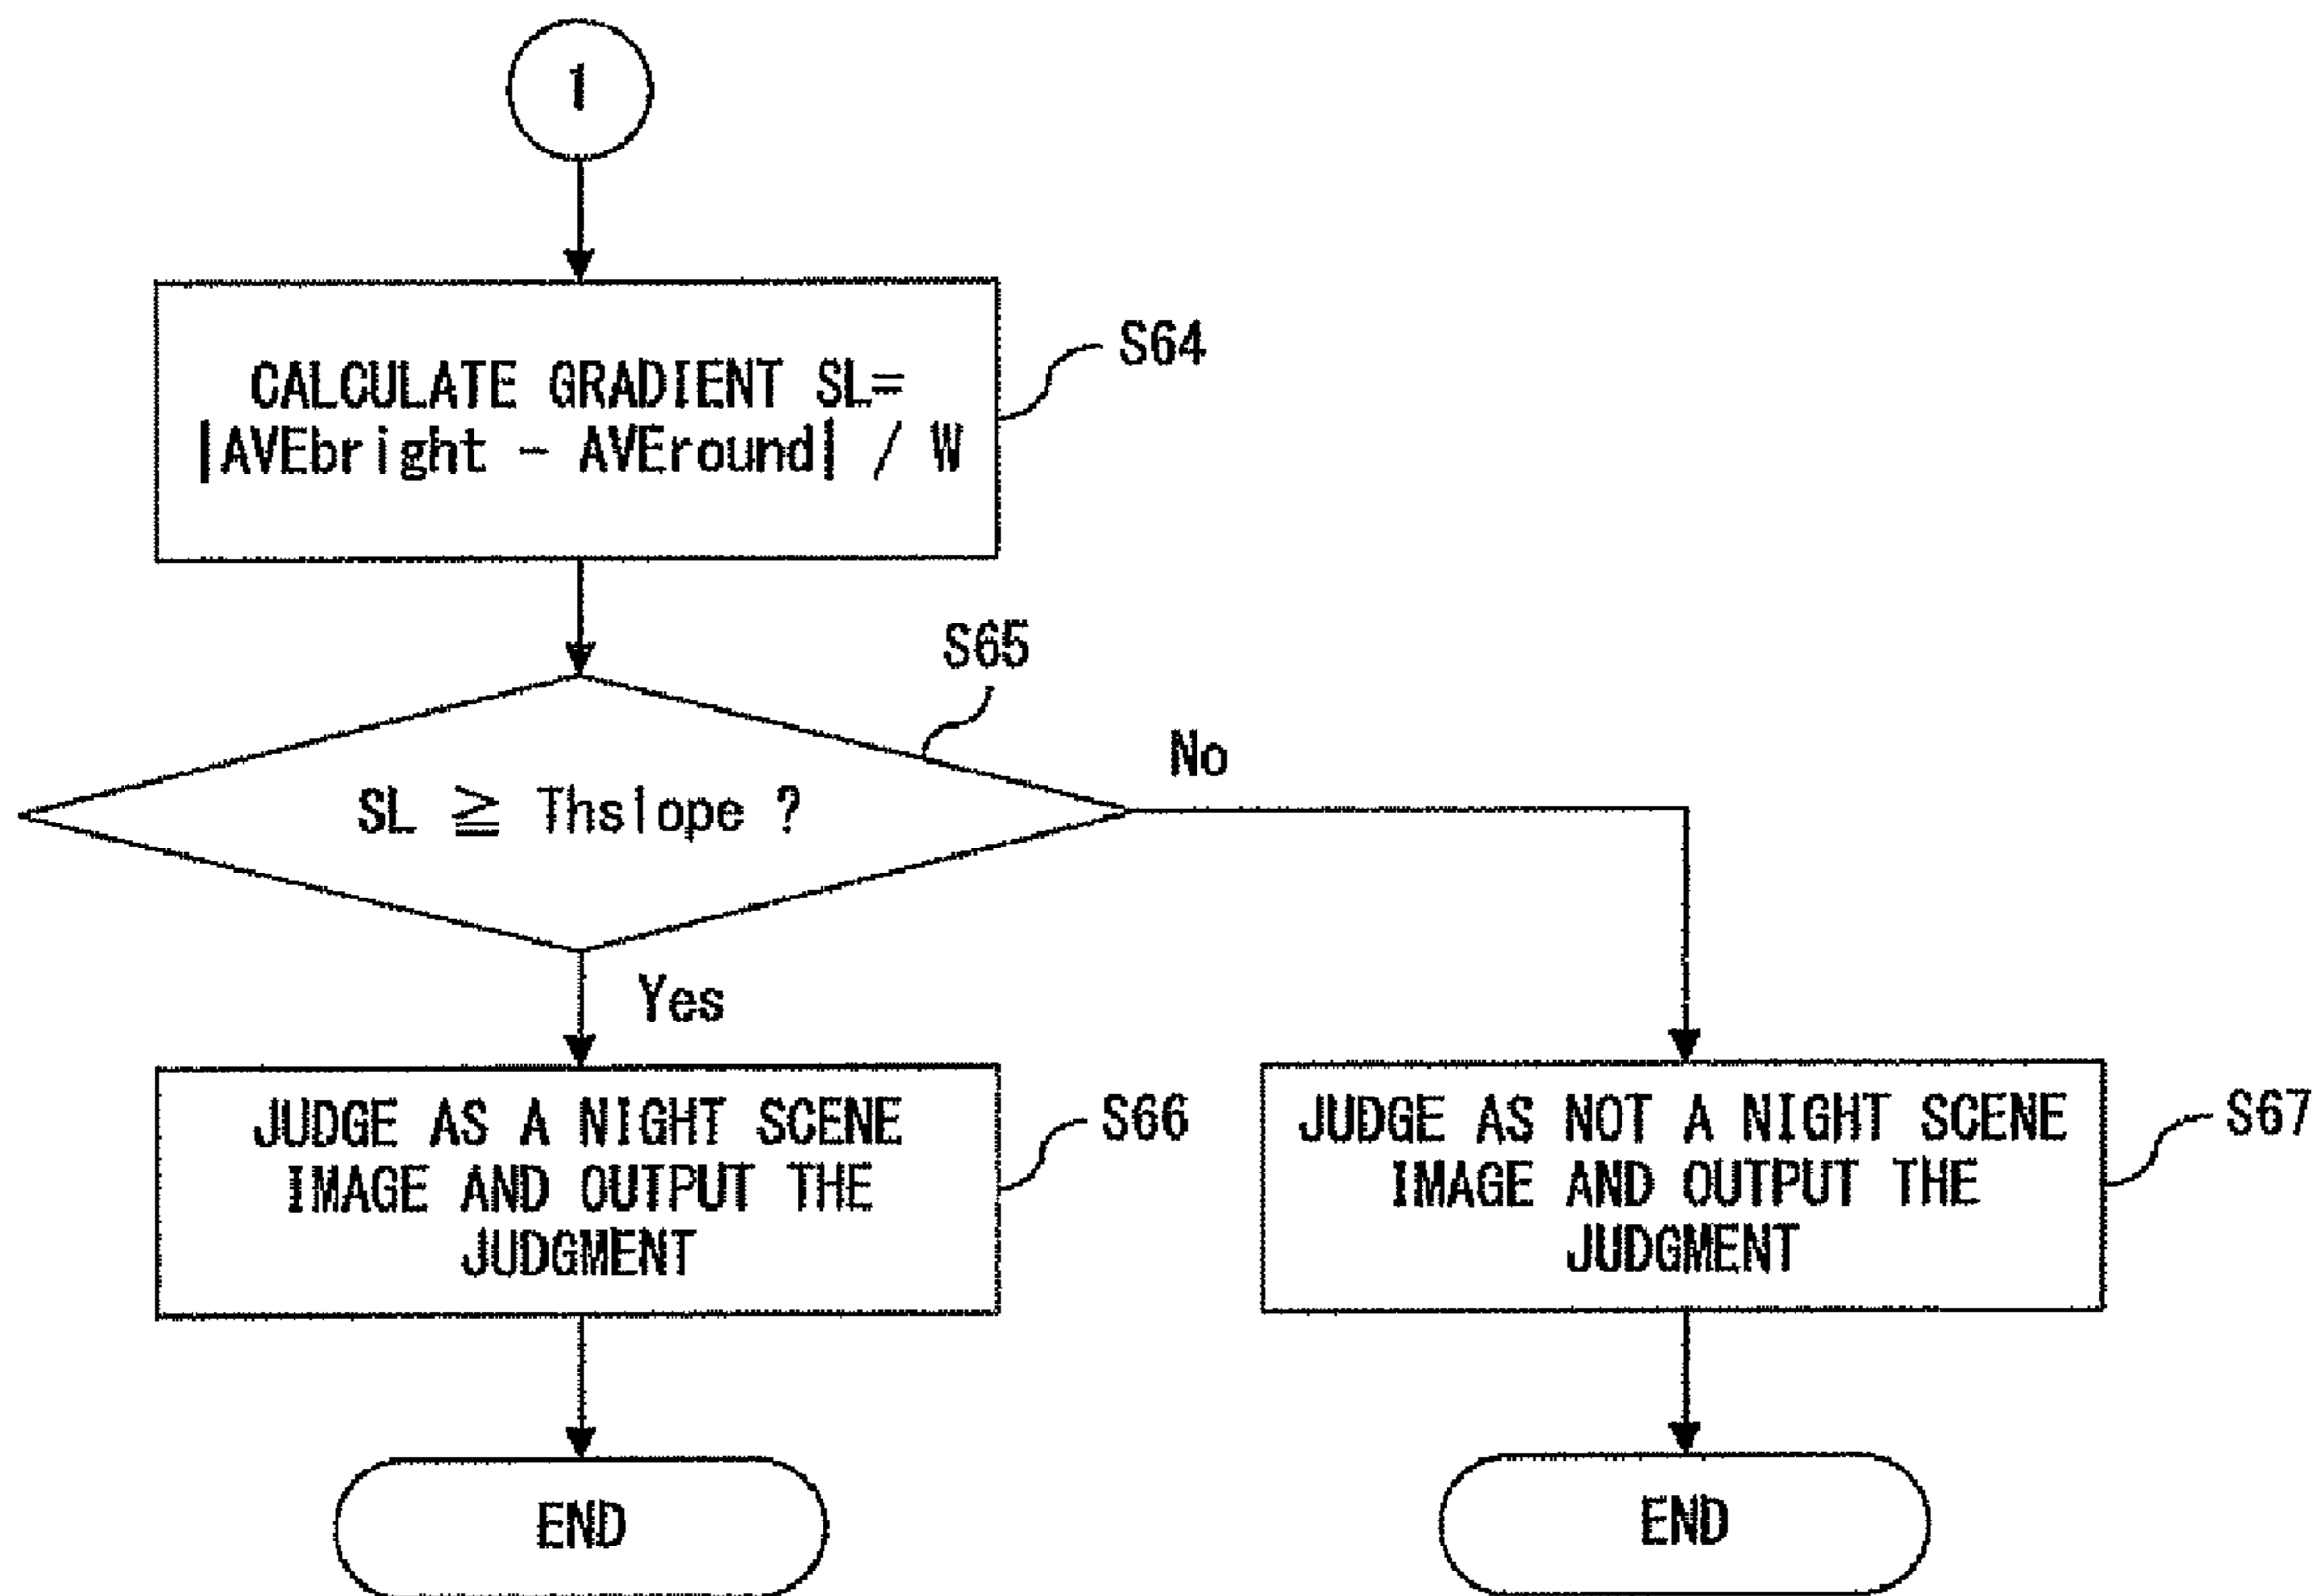 1
CALCULATE GRADIENT SL=
|AVEbright - AVEround| / W
S64
S65
SL ≧ Thslope ?
No
Yes
JUDGE AS A NIGHT SCENE
IMAGE AND OUTPUT THE
JUDGMENT
S66
JUDGE AS NOT A NIGHT SCENE
IMAGE AND OUTPUT THE
JUDGMENT
S67
END
END